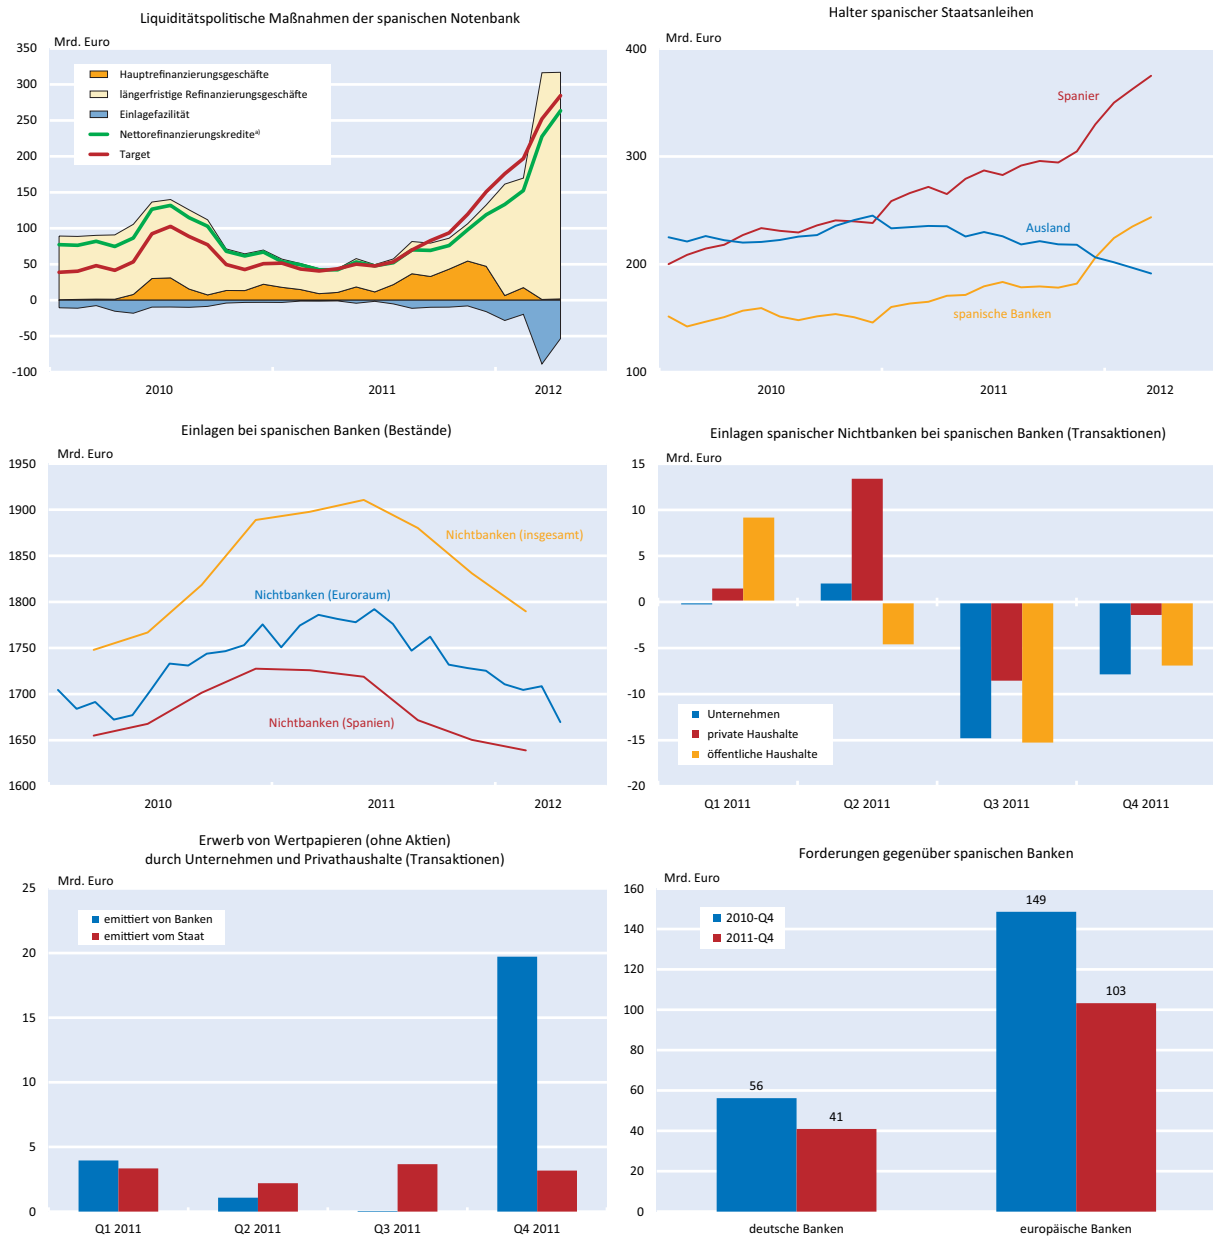 Liquiditätspolitische Maßnahmen der spanischen Notenbank
Mrd. Euro
350
300
250
200
150
100
50
0
-50
-100
Hauptrefinanzierungsgeschäfte
längerfristige Refinanzierungsgeschäfte
Einlagefazilität
Nettorefinanzierungskredite a)
Target
2010
2011
2012
Halter spanischer Staatsanleihen
Mrd. Euro
400
300
200
100
Spanier
Ausland
spanische Banken
2010
2011
2012
Einlagen bei spanischen Banken (Bestände)
Mrd. Euro
1950
1900
1850
1800
1750
1700
1650
1600
Nichtbanken (insgesamt)
Nichtbanken (Euroraum)
Nichtbanken (Spanien)
2010
2011
2012
Einlagen spanischer Nichtbanken bei spanischen Banken (Transaktionen)
Mrd. Euro
15
10
5
0
-5
-10
-15
-20
Unternehmen
private Haushalte
öffentliche Haushalte
Q1 2011
Q2 2011
Q3 2011
Q4 2011
Erwerb von Wertpapieren (ohne Aktien)
durch Unternehmen und Privathaushalte (Transaktionen)
Mrd. Euro
25
20
15
10
5
0
emittiert von Banken
emittiert vom Staat
Q1 2011
Q2 2011
Q3 2011
Q4 2011
Forderungen gegenüber spanischen Banken
Mrd. Euro
160
140
120
100
80
60
40
20
0
2010-Q4
2011-Q4
56
41
149
103
deutsche Banken
europäische Banken